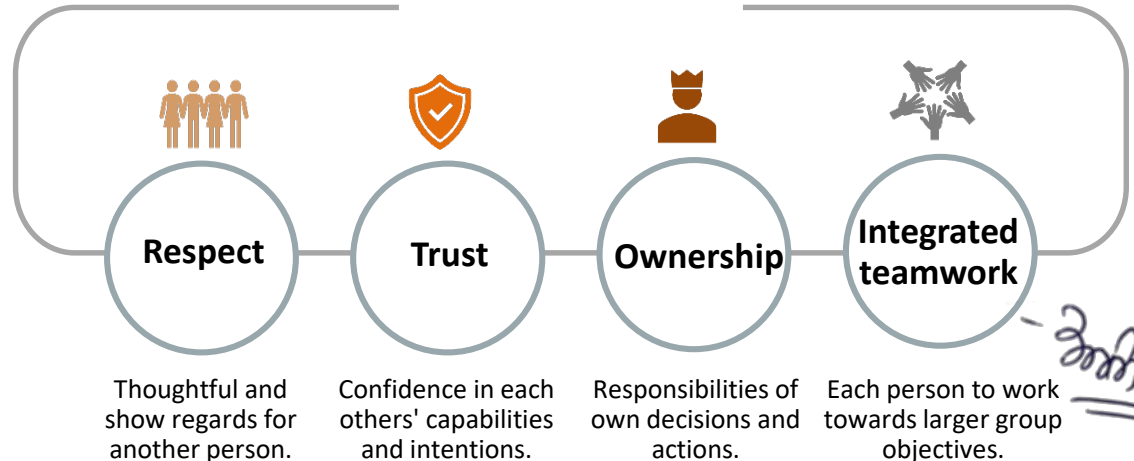 Respect
Trust
Ownership
Integrated
teamwork
Thoughtful and
show regards for
another person.
Confidence in each
others' capabilities
and intentions.
Responsibilities of
own decisions and
actions.
Each person to work
towards larger group
objectives.